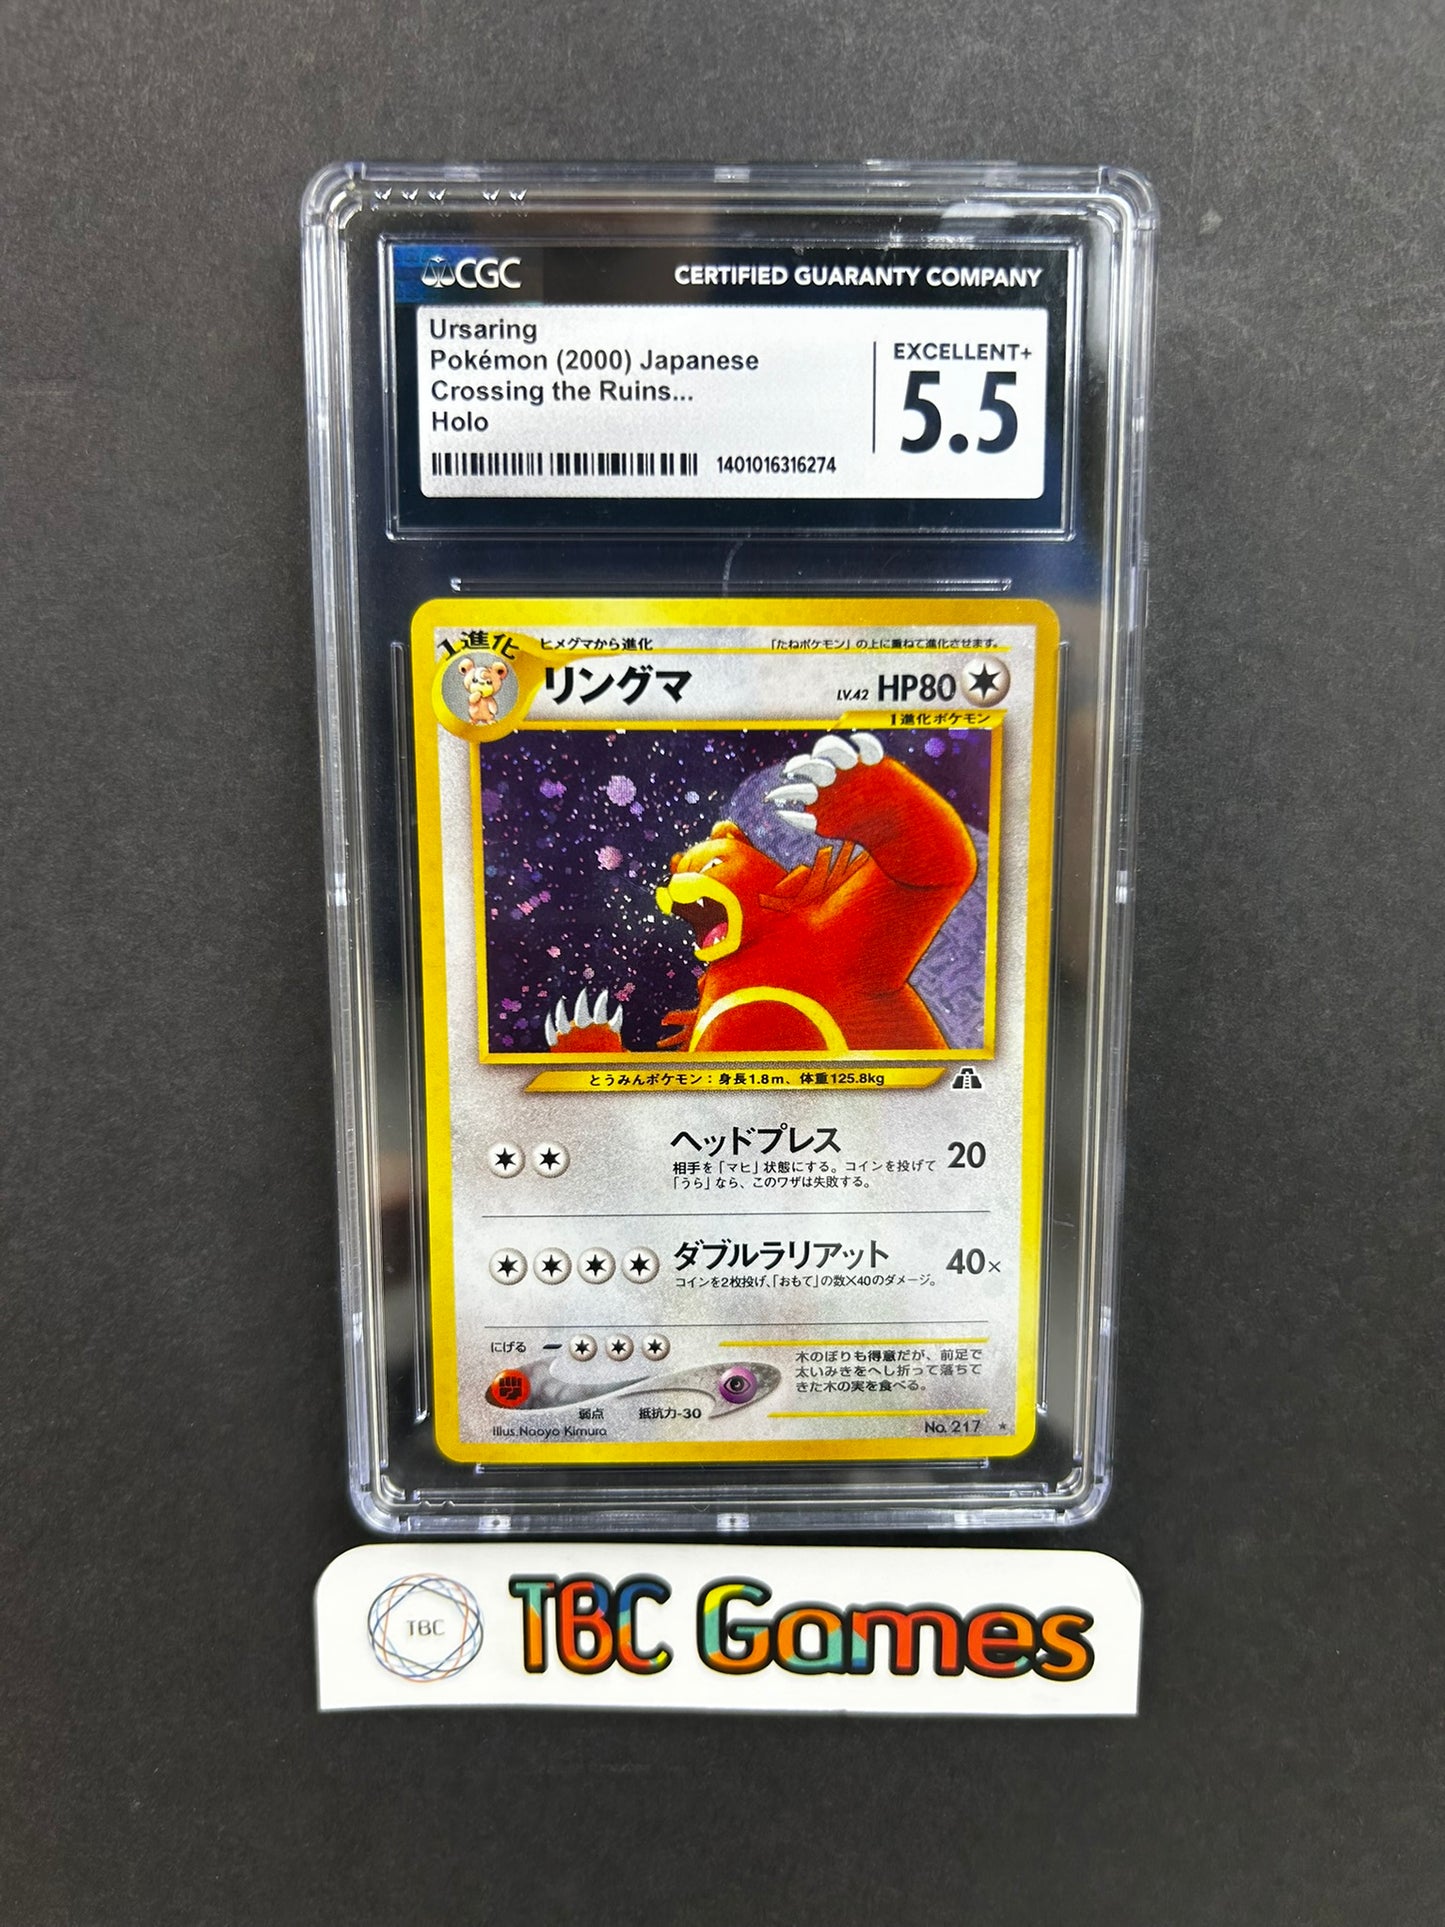 CGC
CERTIFIED GUARANTY COMPANY
Ursaring
Pokémon (2000) Japanese
Crossing the Ruins...
Holo
1401016316274
EXCELLENT+
5.5
1進化
ヒメグマから進化
「たねポケモン」の上に重ねて進化させます。
リングマ
LV.42 HP80
1進化ポケモン
とうみんポケモン：身長1.8m、体重125.8kg
ヘッドプレス
相手を「マヒ」状態にする。コインを投げて
「うら」なら、このワザは失敗する。
20
ダブルラリアット
コインを2枚投げ、「おもて」の数×40のダメージ。
40×
にげる
弱点
抵抗力-30
木のぼりも得意だが、前足で
太いみきをへし折って落ちて
きた木の実を食べる。
Illus. Naoyo Kimura
No. 217 ★
TBC
TBC Games